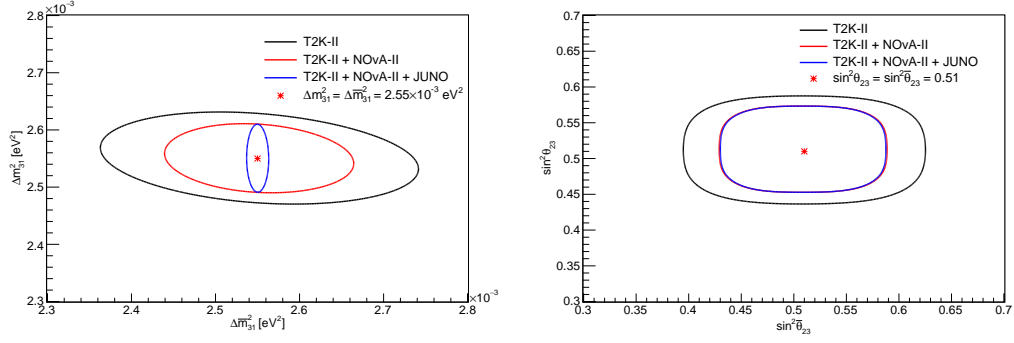 ×10⁻³
2.8
2.7
2.6
2.5
2.4
2.3
Δm²₃₁ [eV²]
T2K-II
T2K-II + NOνA-II
T2K-II + NOνA-II + JUNO
Δm²₃₁ = Δm̅²₃₁ = 2.55×10⁻³ eV²
2.3 2.4 2.5 2.6 2.7 2.8
×10⁻³
Δm̅²₃₁ [eV²]
0.7
0.65
0.6
0.55
0.5
0.45
0.4
0.35
0.3
sin²θ₂₃
T2K-II
T2K-II + NOνA-II
T2K-II + NOνA-II + JUNO
sin²θ₂₃ = sin²θ̅₂₃ = 0.51
0.3 0.35 0.4 0.45 0.5 0.55 0.6 0.65 0.7
sin²θ̅₂₃